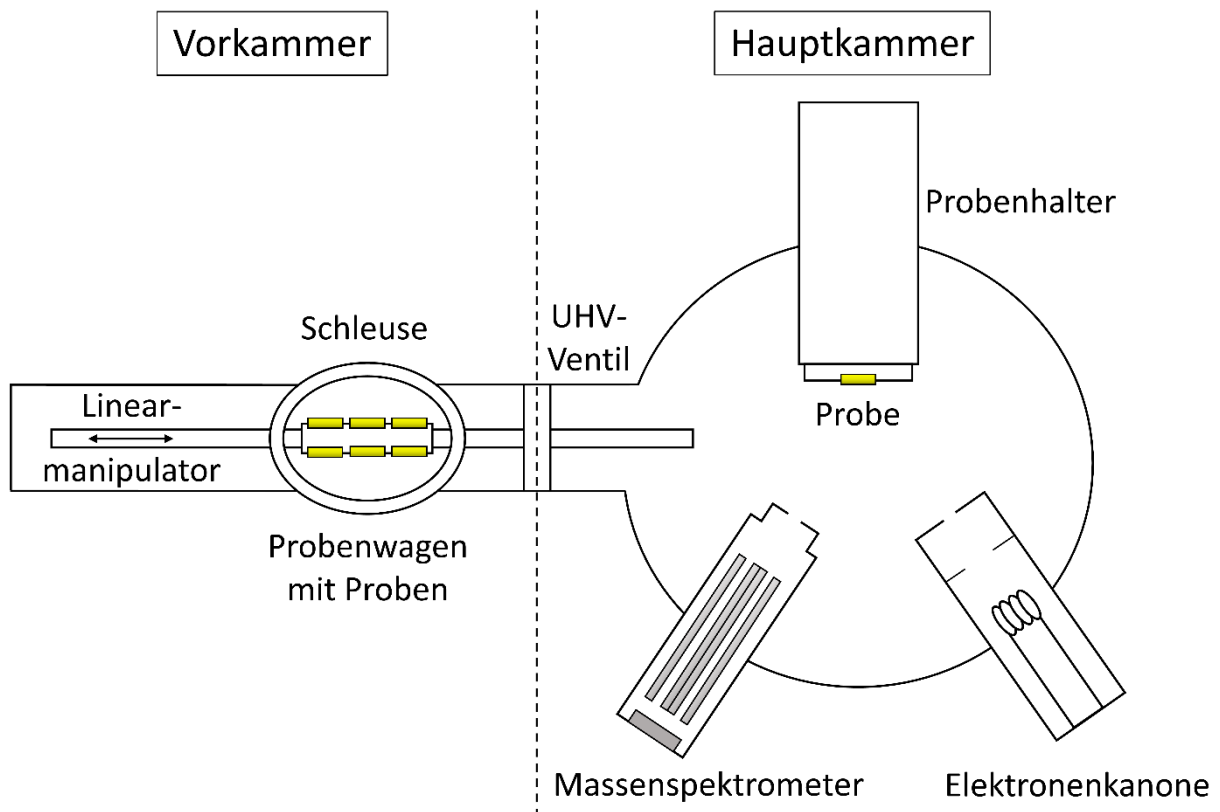 Vorkammer
Hauptkammer
Probenhalter
UHV-
Ventil
Schleuse
Linear-
manipulator
Probe
Probenwagen
mit Proben
Massenspektrometer
Elektronenkanone